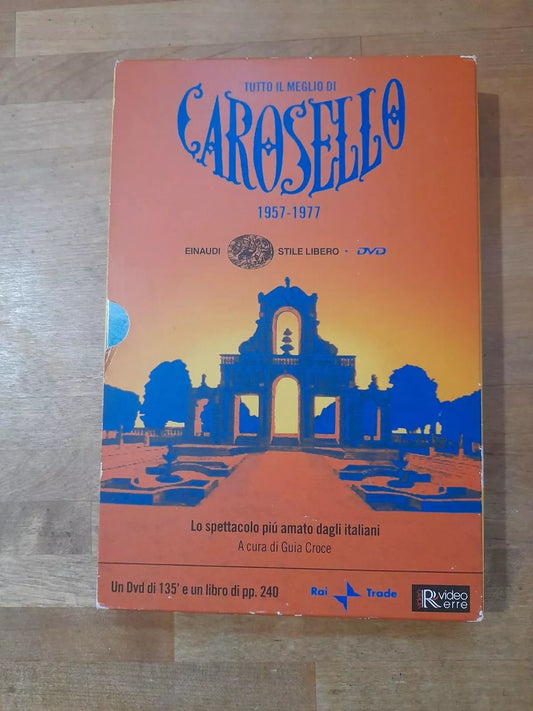 TUTTO IL MEGLIO DI
CAROSELLO
1957-1977
EINAUDI STILE LIBERO · DVD
Lo spettacolo piú amato dagli italiani
A cura di Guia Croce
Un Dvd di 135' e un libro di pp. 240
Rai Trade
R video
erre